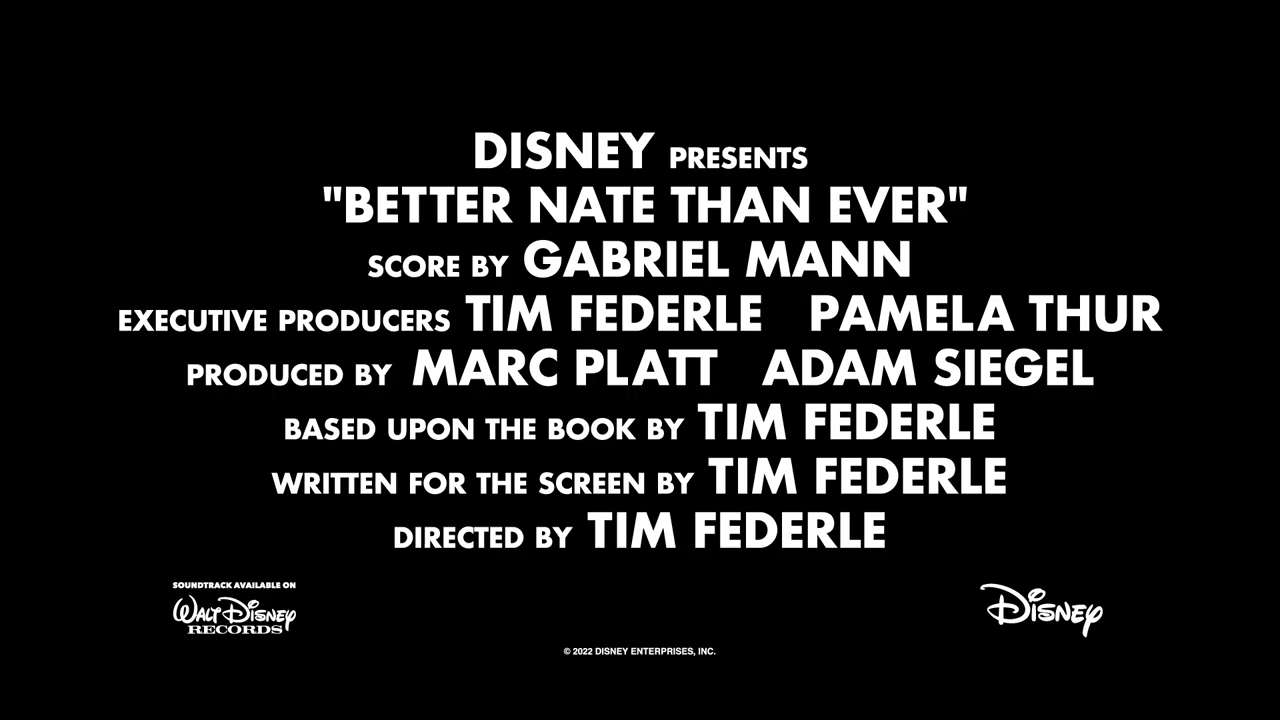 DISNEY PRESENTS
"BETTER NATE THAN EVER"
SCORE BY GABRIEL MANN
EXECUTIVE PRODUCERS TIM FEDERLE PAMELA THUR
PRODUCED BY MARC PLATT ADAM SIEGEL
BASED UPON THE BOOK BY TIM FEDERLE
WRITTEN FOR THE SCREEN BY TIM FEDERLE
DIRECTED BY TIM FEDERLE
SOUNDTRACK AVAILABLE ON
WALT DISNEY
RECORDS
DISNEY
© 2022 DISNEY ENTERPRISES, INC.